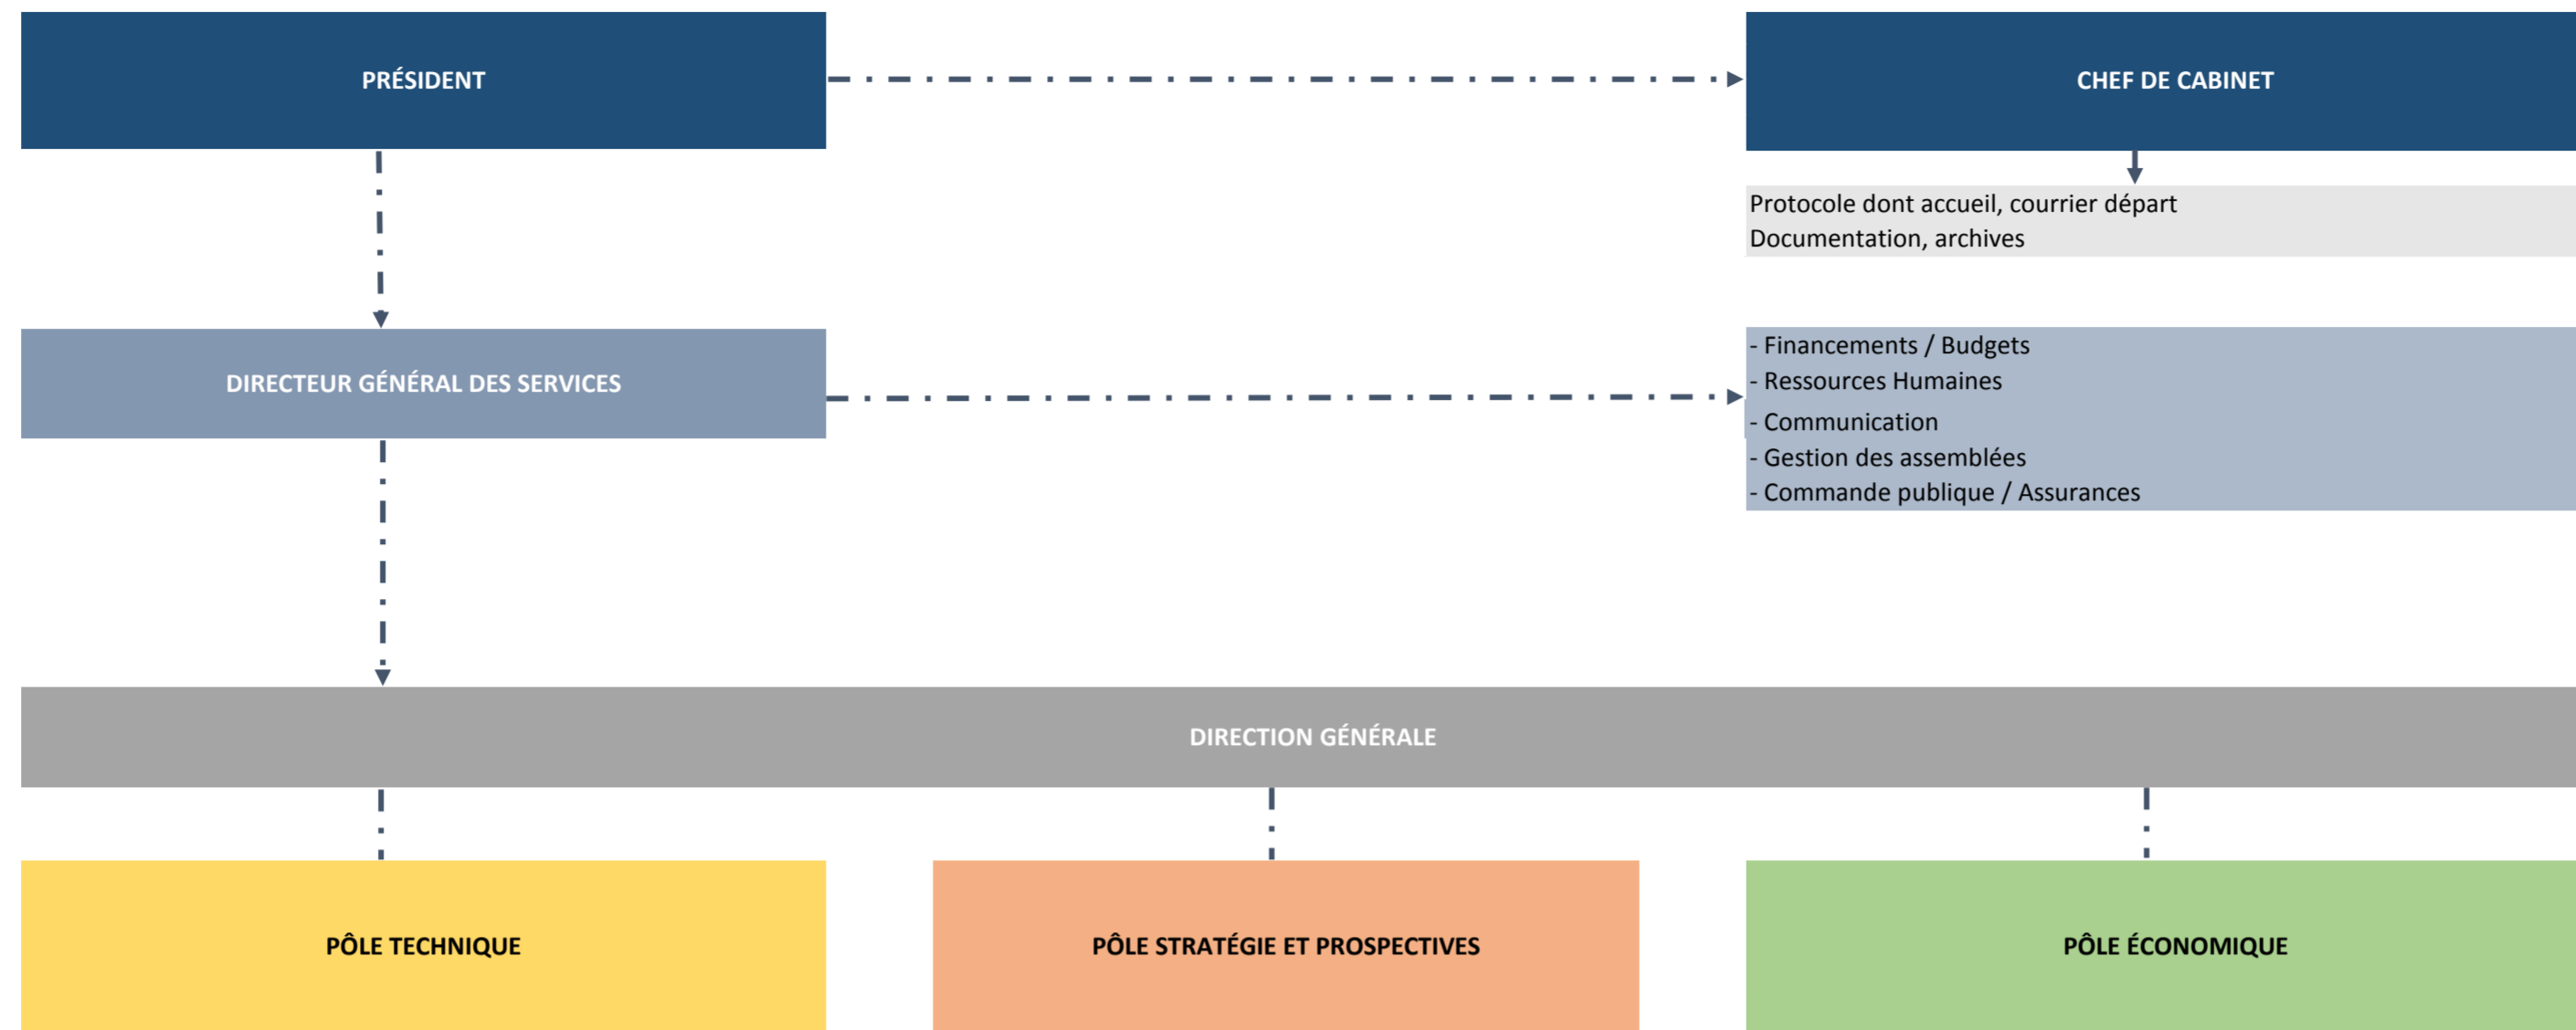 PRÉSIDENT
CHEF DE CABINET
Protocole dont accueil, courrier départ
Documentation, archives
DIRECTEUR GÉNÉRAL DES SERVICES
- Financements / Budgets
- Ressources Humaines
- Communication
- Gestion des assemblées
- Commande publique / Assurances
DIRECTION GÉNÉRALE
PÔLE TECHNIQUE
PÔLE STRATÉGIE ET PROSPECTIVES
PÔLE ÉCONOMIQUE